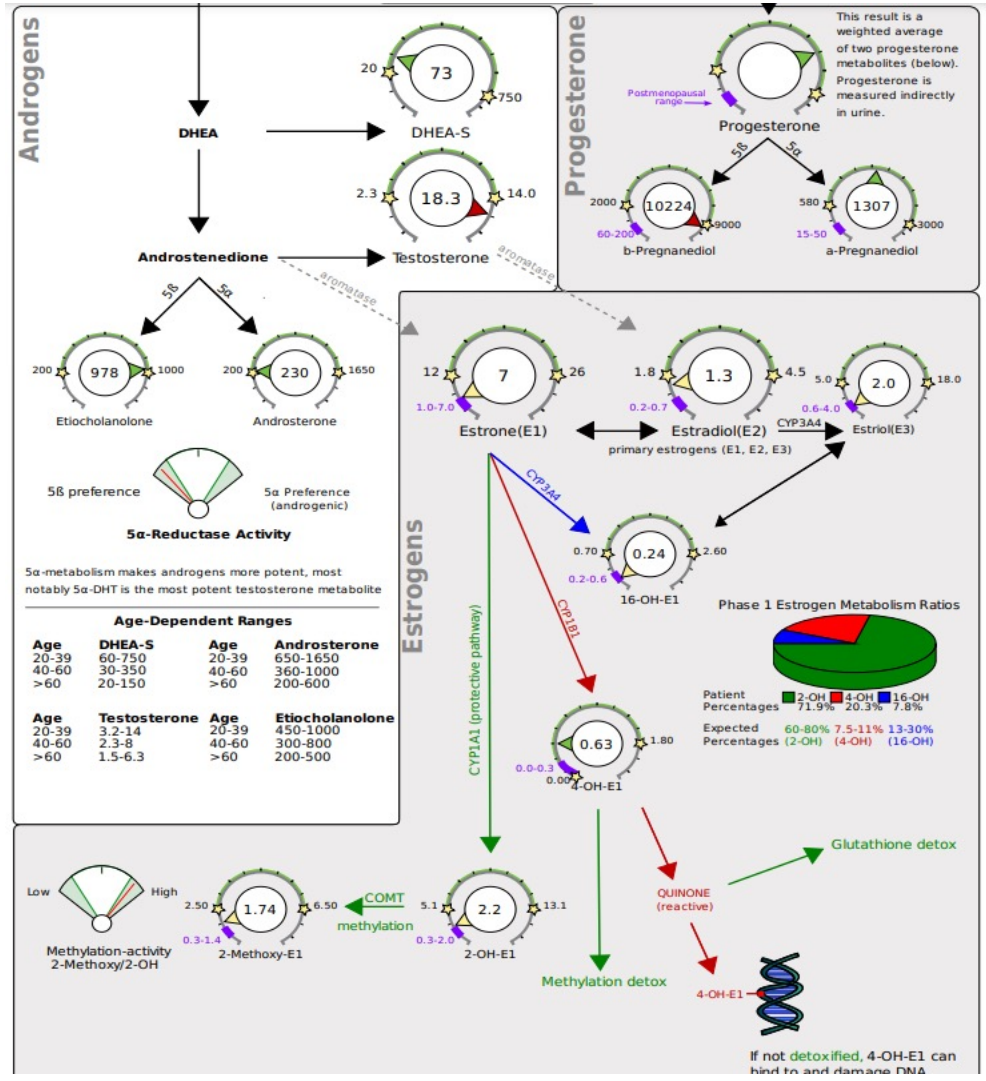 Androgens
20
73
750
DHEA-S
DHEA
2.3
18.3
14.0
Testosterone
Androstenedione
aromatase
aromatase
5ß
5α
200
978
1000
Etiocholanolone
200
230
1650
Androsterone
5ß preference
5α Preference
(androgenic)
5α-Reductase Activity
5α-metabolism makes androgens more potent, most
notably 5α-DHT is the most potent testosterone metabolite
Age-Dependent Ranges
Age DHEA-S Age Androsterone
20-39 60-750 20-39 650-1650
40-60 30-350 40-60 360-1000
>60 20-150 >60 200-600
Age Testosterone Age Etiocholanolone
20-39 3.2-14 20-39 450-1000
40-60 2.3-8 40-60 300-800
>60 1.5-6.3 >60 200-500
Progesterone
This result is a
weighted average
of two progesterone
metabolites (below).
Progesterone is
measured indirectly
in urine.
Postmenopausal
range
Progesterone
5ß
5α
2000
10224
9000
60-200
b-Pregnanediol
580
1307
3000
15-50
a-Pregnanediol
Estrogens
12
7
26
1.0-7.0
Estrone(E1)
1.8
1.3
4.5
0.2-0.7
Estradiol(E2)
CYP3A4
5.0
2.0
18.0
0.6-4.0
Estriol(E3)
primary estrogens (E1, E2, E3)
CYP3A4
0.70
0.24
2.60
0.2-0.6
16-OH-E1
CYP1B1
CYP1A1 (protective pathway)
Phase 1 Estrogen Metabolism Ratios
Patient 2-OH 4-OH 16-OH
Percentages 71.9% 20.3% 7.8%
Expected 60-80% 7.5-11% 13-30%
Percentages (2-OH) (4-OH) (16-OH)
0.63
1.80
0.0-0.3
0.00
4-OH-E1
Low
High
Methylation-activity
2-Methoxy/2-OH
2.50
1.74
6.50
0.3-1.4
2-Methoxy-E1
COMT
methylation
5.1
2.2
13.1
0.3-2.0
2-OH-E1
Glutathione detox
QUINONE
(reactive)
Methylation detox
4-OH-E1
If not detoxified, 4-OH-E1 can
bind to and damage DNA